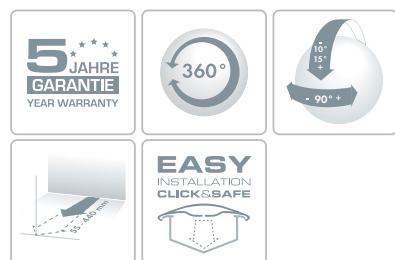 5 JAHRE
GARANTIE
YEAR WARRANTY
360°
-
10°
15°
+
- 90° +
55-440 mm
EASY
INSTALLATION
CLICK&SAFE